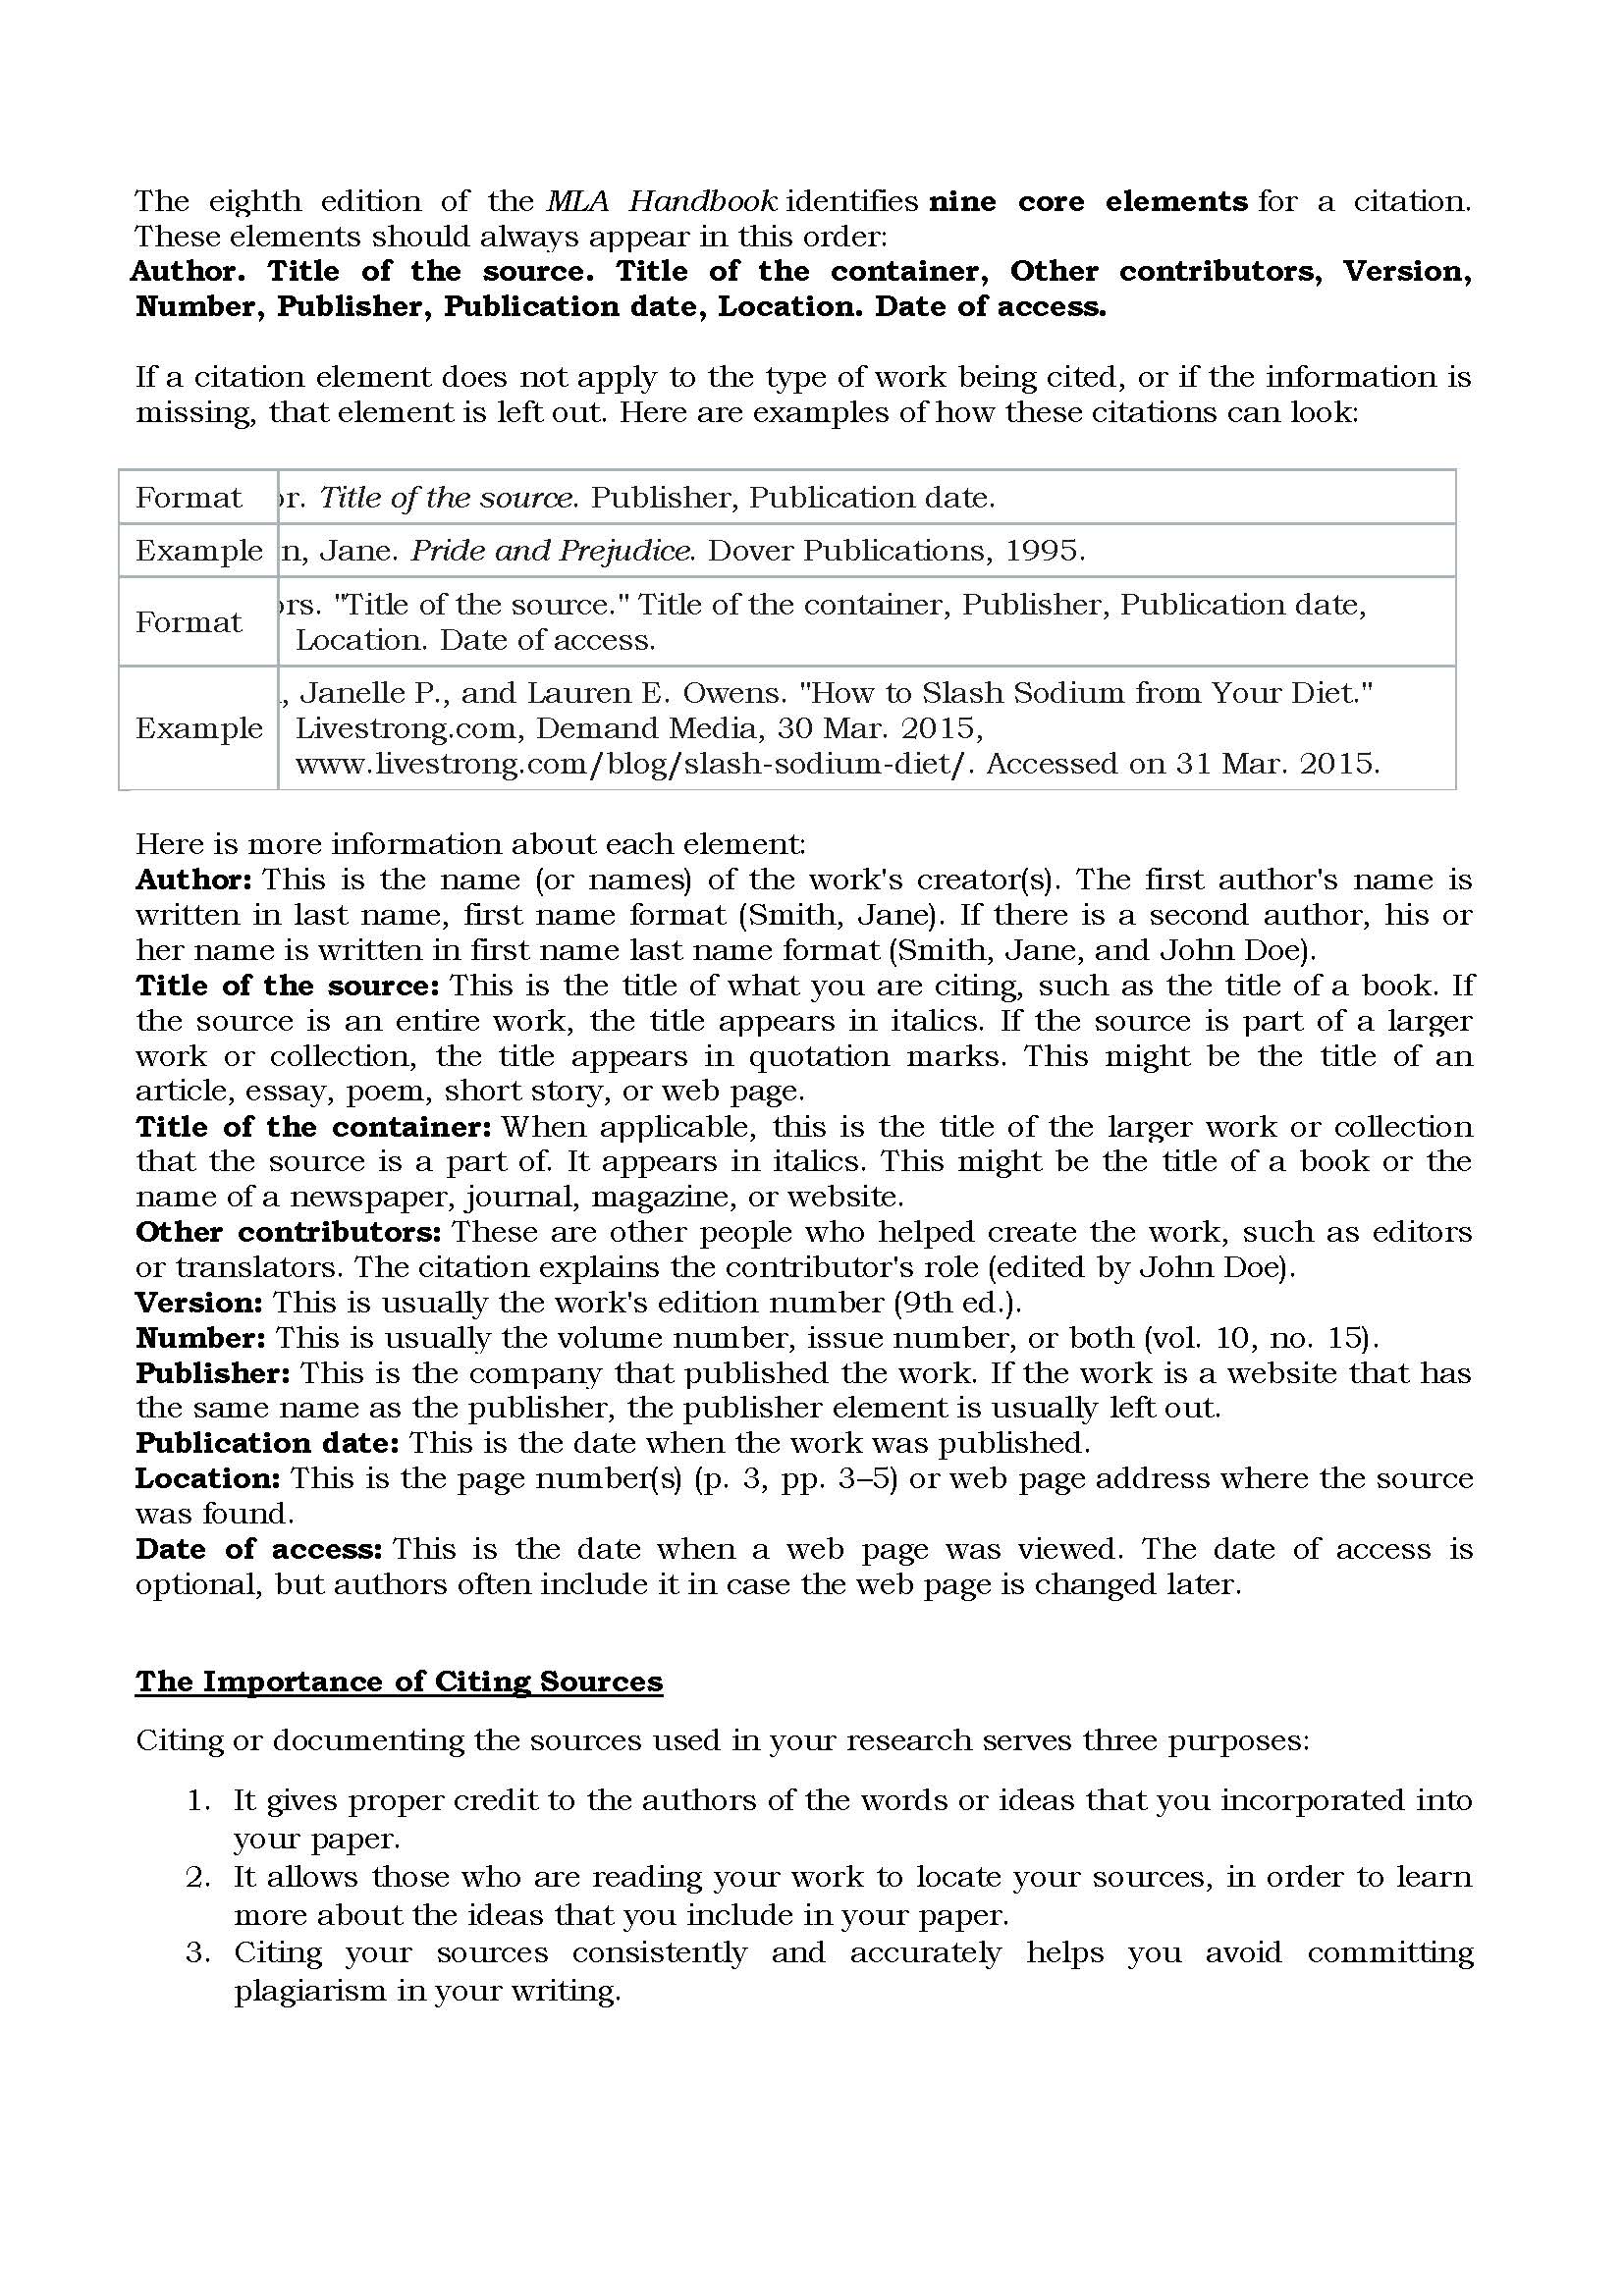 The eighth edition of the MLA Handbook identifies nine core elements for a citation.
These elements should always appear in this order:
Author. Title of the source. Title of the container, Other contributors, Version,
Number, Publisher, Publication date, Location. Date of access.
If a citation element does not apply to the type of work being cited, or if the information is
missing, that element is left out. Here are examples of how these citations can look:
Format r. Title of the source. Publisher, Publication date.
Example n, Jane. Pride and Prejudice. Dover Publications, 1995.
Format rs. "Title of the source." Title of the container, Publisher, Publication date,
Location. Date of access.
Example , Janelle P., and Lauren E. Owens. "How to Slash Sodium from Your Diet."
Livestrong.com, Demand Media, 30 Mar. 2015,
www.livestrong.com/blog/slash-sodium-diet/. Accessed on 31 Mar. 2015.
Here is more information about each element:
Author: This is the name (or names) of the work's creator(s). The first author's name is
written in last name, first name format (Smith, Jane). If there is a second author, his or
her name is written in first name last name format (Smith, Jane, and John Doe).
Title of the source: This is the title of what you are citing, such as the title of a book. If
the source is an entire work, the title appears in italics. If the source is part of a larger
work or collection, the title appears in quotation marks. This might be the title of an
article, essay, poem, short story, or web page.
Title of the container: When applicable, this is the title of the larger work or collection
that the source is a part of. It appears in italics. This might be the title of a book or the
name of a newspaper, journal, magazine, or website.
Other contributors: These are other people who helped create the work, such as editors
or translators. The citation explains the contributor's role (edited by John Doe).
Version: This is usually the work's edition number (9th ed.).
Number: This is usually the volume number, issue number, or both (vol. 10, no. 15).
Publisher: This is the company that published the work. If the work is a website that has
the same name as the publisher, the publisher element is usually left out.
Publication date: This is the date when the work was published.
Location: This is the page number(s) (p. 3, pp. 3–5) or web page address where the source
was found.
Date of access: This is the date when a web page was viewed. The date of access is
optional, but authors often include it in case the web page is changed later.
The Importance of Citing Sources
Citing or documenting the sources used in your research serves three purposes:
1. It gives proper credit to the authors of the words or ideas that you incorporated into
your paper.
2. It allows those who are reading your work to locate your sources, in order to learn
more about the ideas that you include in your paper.
3. Citing your sources consistently and accurately helps you avoid committing
plagiarism in your writing.